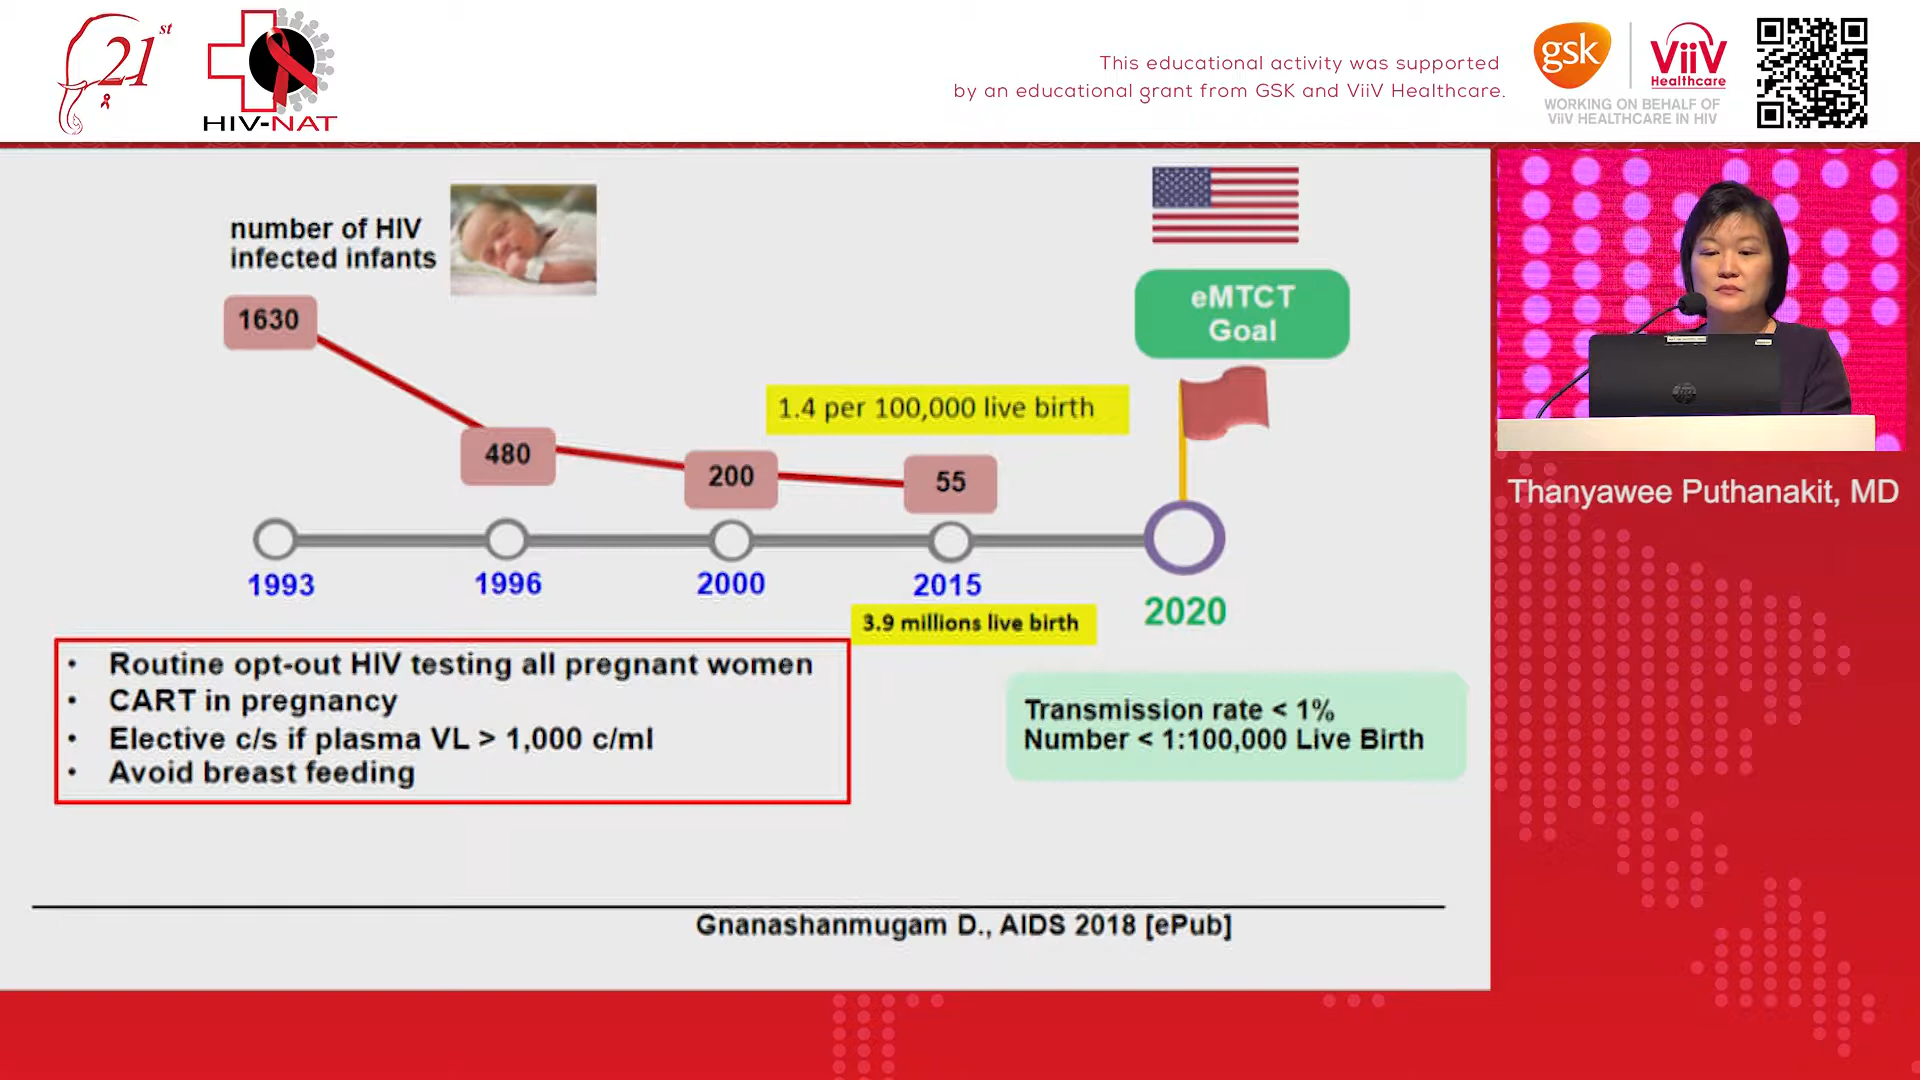 21st
HIV-NAT
This educational activity was supported
by an educational grant from GSK and ViiV Healthcare.
gsk
ViiV
Healthcare
WORKING ON BEHALF OF
ViiV HEALTHCARE IN HIV
number of HIV
infected infants
1630
480
200
55
1.4 per 100,000 live birth
eMTCT
Goal
1993
1996
2000
2015
2020
3.9 millions live birth
• Routine opt-out HIV testing all pregnant women
• CART in pregnancy
• Elective c/s if plasma VL > 1,000 c/ml
• Avoid breast feeding
Transmission rate < 1%
Number < 1:100,000 Live Birth
Gnanashanmugam D., AIDS 2018 [ePub]
hp
Thanyawee Puthanakit, MD